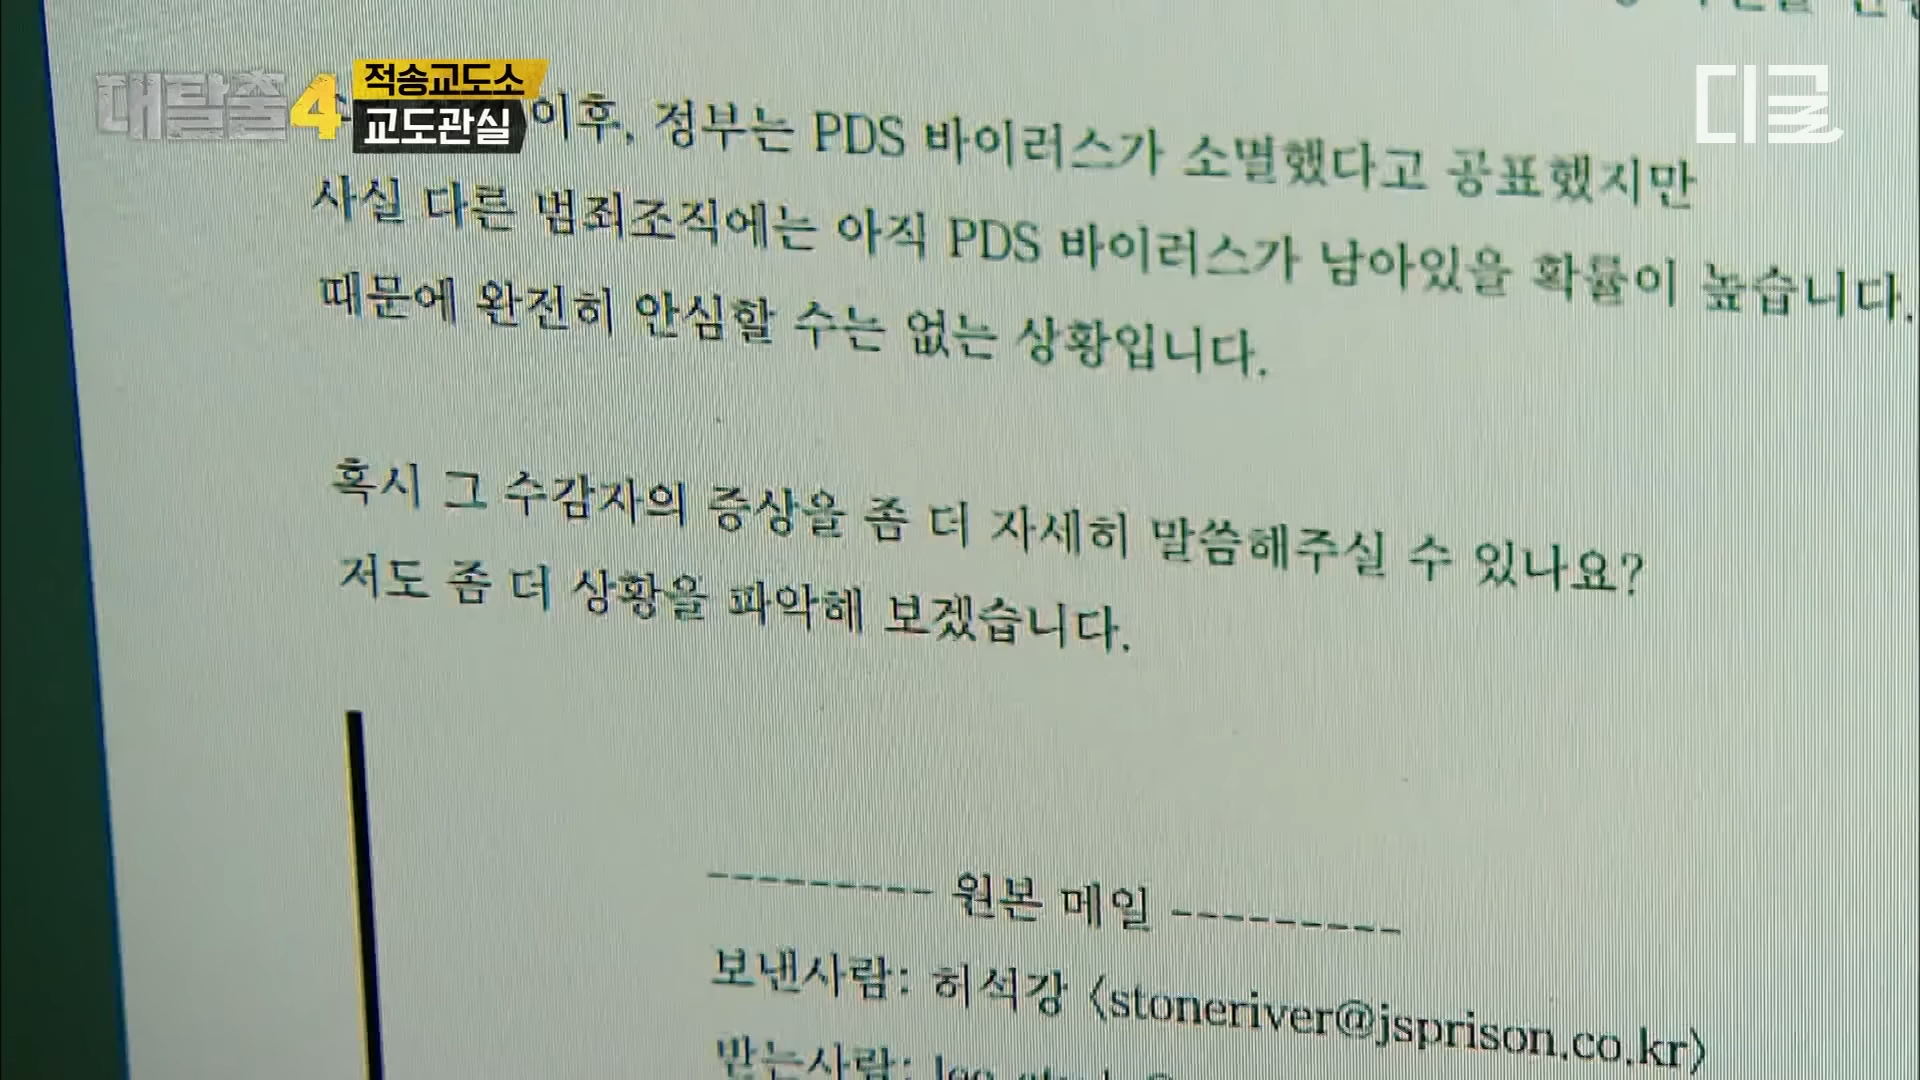 대탈출4
적송교도소
교도관실
디글
이후, 정부는 PDS 바이러스가 소멸했다고 공표했지만
사실 다른 범죄조직에는 아직 PDS 바이러스가 남아있을 확률이 높습니다.
때문에 완전히 안심할 수는 없는 상황입니다.
혹시 그 수감자의 증상을 좀 더 자세히 말씀해주실 수 있나요?
저도 좀 더 상황을 파악해 보겠습니다.
--------- 원본 메일 ---------
보낸사람: 허석강 <stoneriver@jsprison.co.kr>
받는사람: